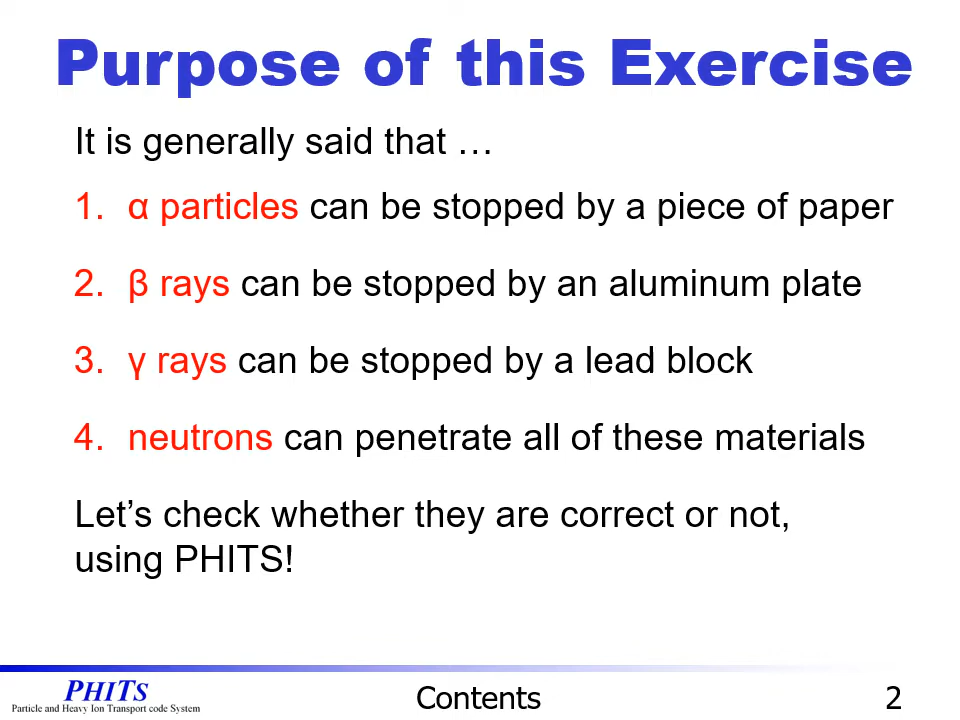 Purpose of this Exercise
It is generally said that …
1. α particles can be stopped by a piece of paper
2. β rays can be stopped by an aluminum plate
3. γ rays can be stopped by a lead block
4. neutrons can penetrate all of these materials
Let’s check whether they are correct or not,
using PHITS!
PHITS
Particle and Heavy Ion Transport code System
Contents
2